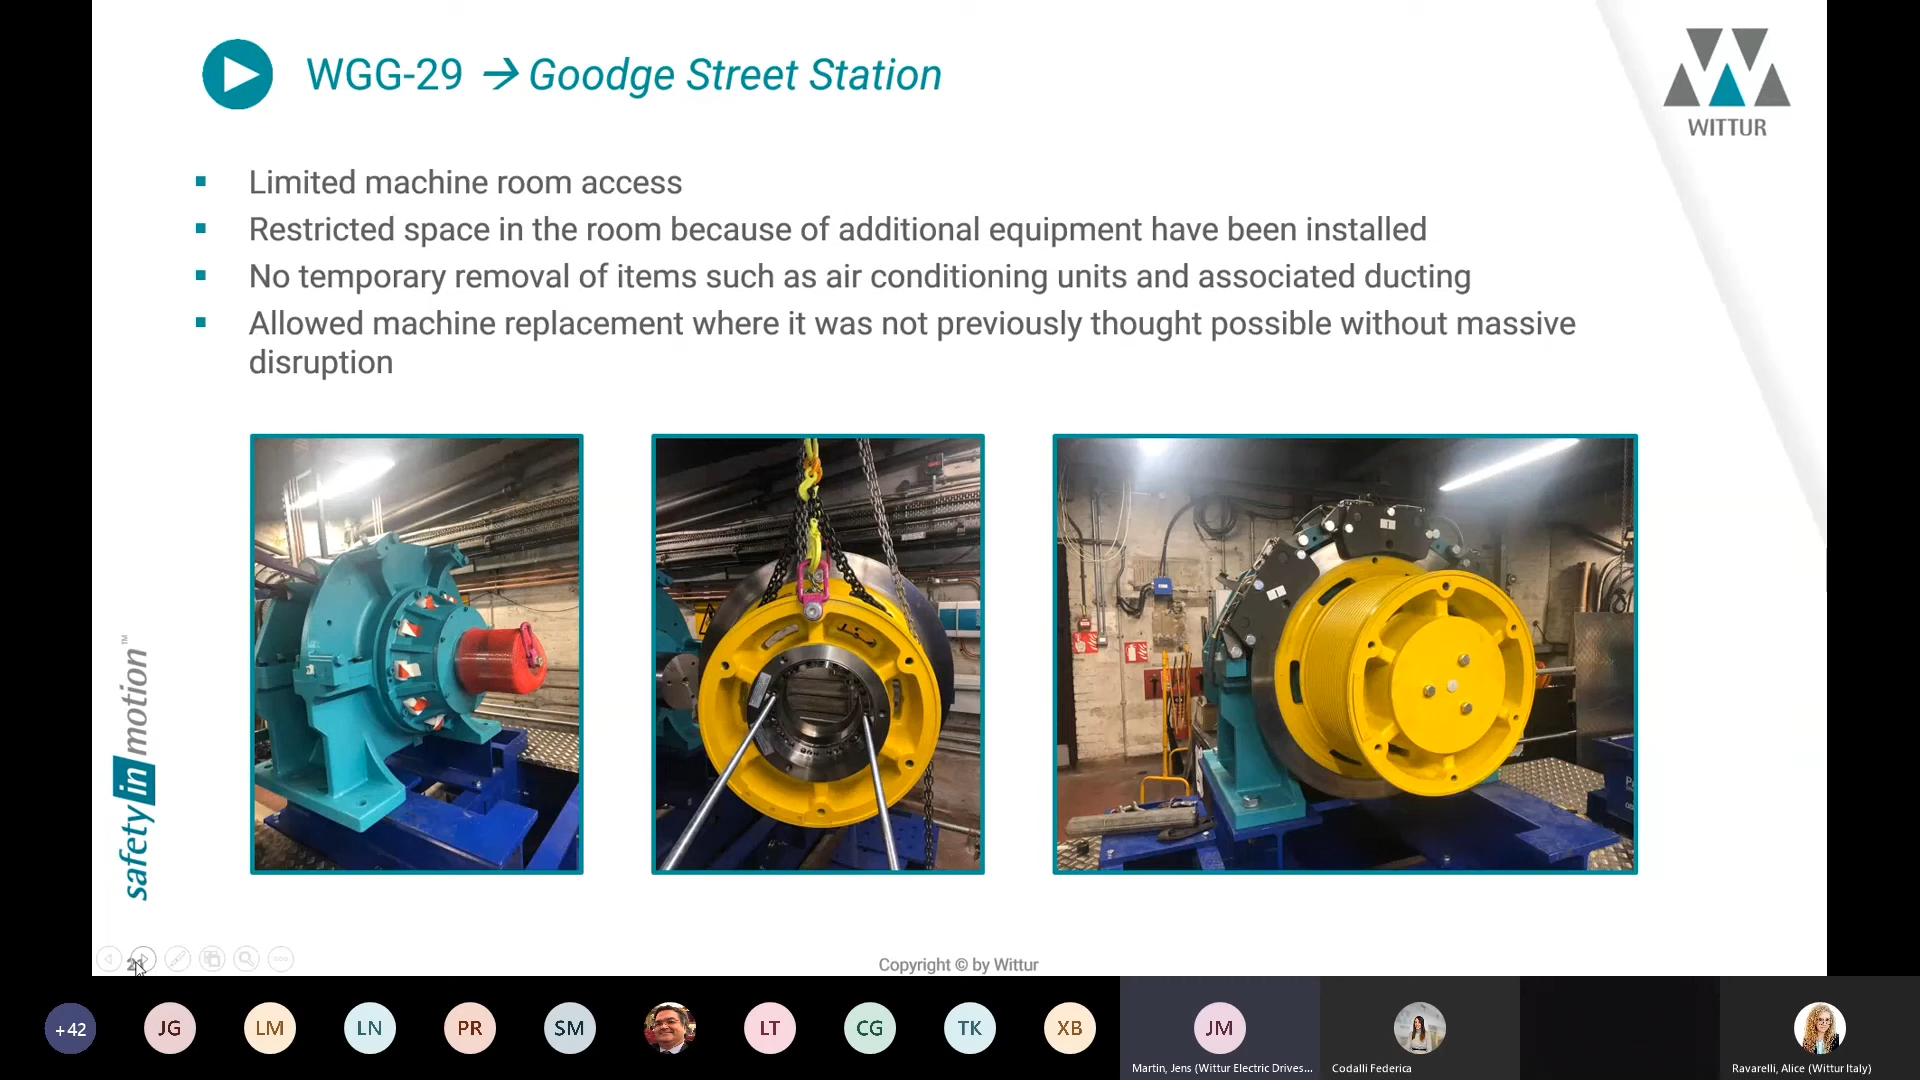 WGG-29 → Goodge Street Station
WITTUR
▪ Limited machine room access
▪ Restricted space in the room because of additional equipment have been installed
▪ No temporary removal of items such as air conditioning units and associated ducting
▪ Allowed machine replacement where it was not previously thought possible without massive
disruption
safety in motion™
Copyright © by Wittur
+42
JG
LM
LN
PR
SM
LT
CG
TK
XB
JM
Martin, Jens (Wittur Electric Drives...
Codalli Federica
Ravarelli, Alice (Wittur Italy)